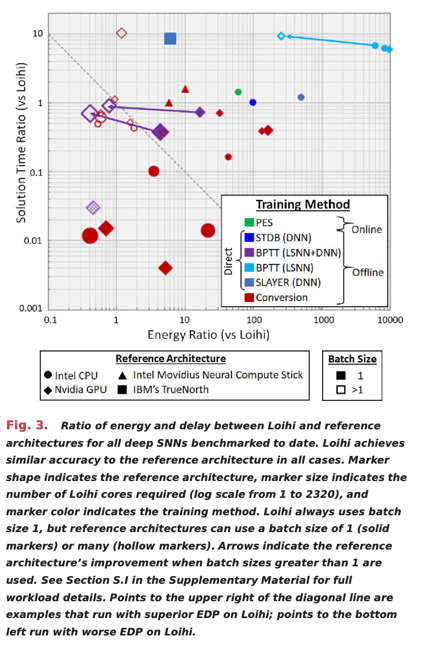 Solution Time Ratio (vs Loihi)
10
1
0.1
0.01
0.001
0.1
1
10
100
1000
10000
Energy Ratio (vs Loihi)
Training Method
PES
STDB (DNN)
BPTT (LSNN+DNN)
BPTT (LSNN)
SLAYER (DNN)
Conversion
Direct
Online
Offline
Reference Architecture
Intel CPU
Intel Movidius Neural Compute Stick
Nvidia GPU
IBM's TrueNorth
Batch Size
1
>1
Fig. 3. Ratio of energy and delay between Loihi and reference
architectures for all deep SNNs benchmarked to date. Loihi achieves
similar accuracy to the reference architecture in all cases. Marker
shape indicates the reference architecture, marker size indicates the
number of Loihi cores required (log scale from 1 to 2320), and
marker color indicates the training method. Loihi always uses batch
size 1, but reference architectures can use a batch size of 1 (solid
markers) or many (hollow markers). Arrows indicate the reference
architecture's improvement when batch sizes greater than 1 are
used. See Section S.I in the Supplementary Material for full
workload details. Points to the upper right of the diagonal line are
examples that run with superior EDP on Loihi; points to the bottom
left run with worse EDP on Loihi.